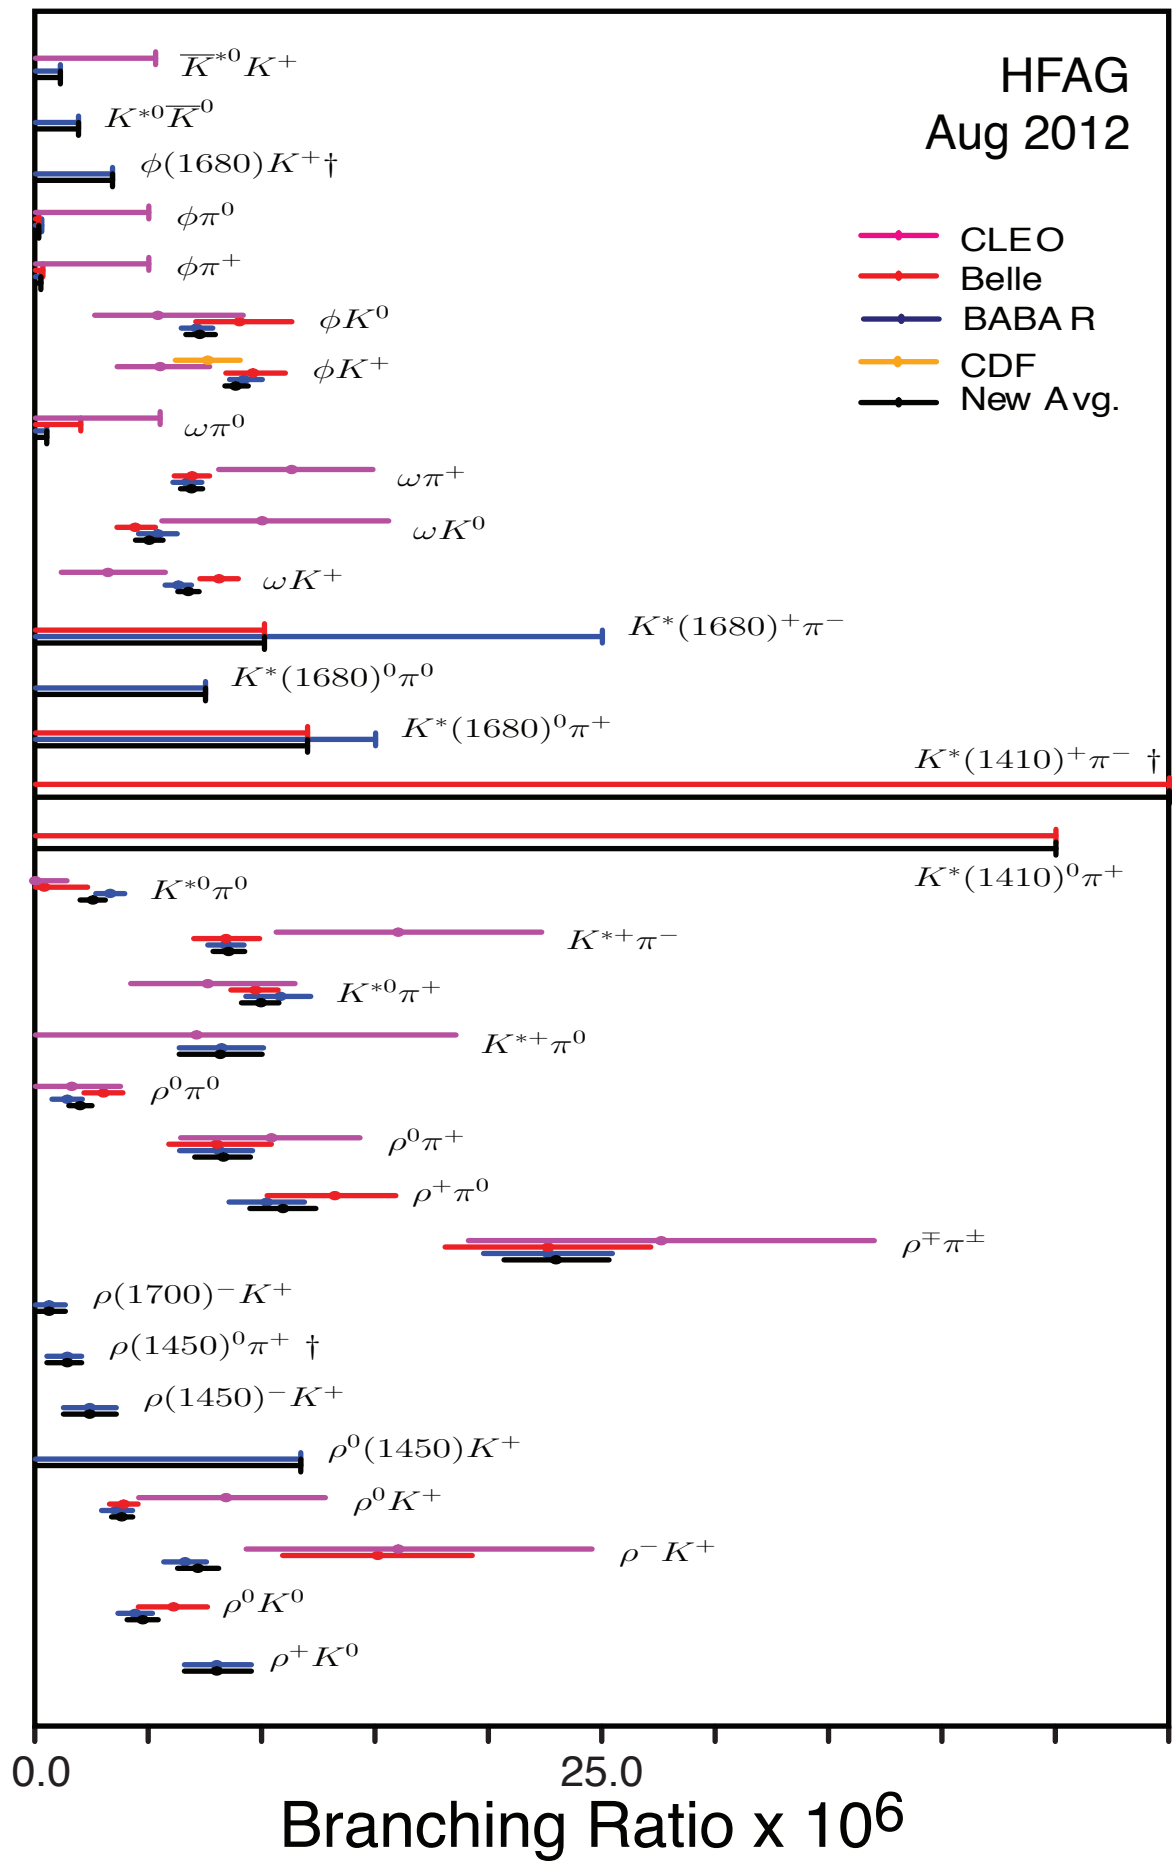 HFAG
Aug 2012
K̅*⁰K⁺
K*⁰K̅⁰
ϕ(1680)K⁺†
ϕπ⁰
ϕπ⁺
ϕK⁰
ϕK⁺
ωπ⁰
ωπ⁺
ωK⁰
ωK⁺
CLEO
Belle
BABAR
CDF
New Avg.
K*(1680)⁺π⁻
K*(1680)⁰π⁰
K*(1680)⁰π⁺
K*(1410)⁺π⁻ †
K*(1410)⁰π⁺
K*⁰π⁰
K*⁺π⁻
K*⁰π⁺
K*⁺π⁰
ρ⁰π⁰
ρ⁰π⁺
ρ⁺π⁰
ρ∓π±
ρ(1700)⁻K⁺
ρ(1450)⁰π⁺ †
ρ(1450)⁻K⁺
ρ⁰(1450)K⁺
ρ⁰K⁺
ρ⁻K⁺
ρ⁰K⁰
ρ⁺K⁰
0.0 25.0
Branching Ratio x 10⁶